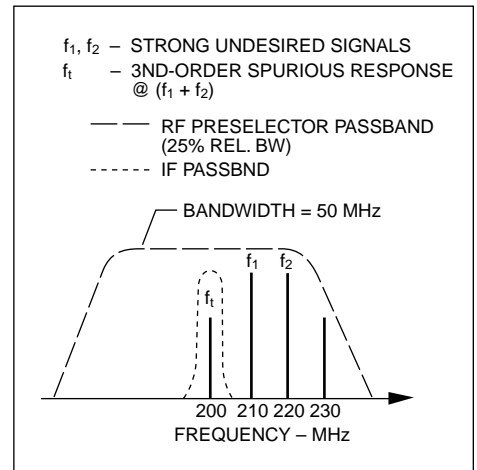 f1, f2 – STRONG UNDESIRED SIGNALS
ft – 3ND-ORDER SPURIOUS RESPONSE
@ (f1 + f2)
RF PRESELECTOR PASSBAND
(25% REL. BW)
IF PASSBND
BANDWIDTH = 50 MHz
f1 f2
ft
200 210 220 230
FREQUENCY – MHz